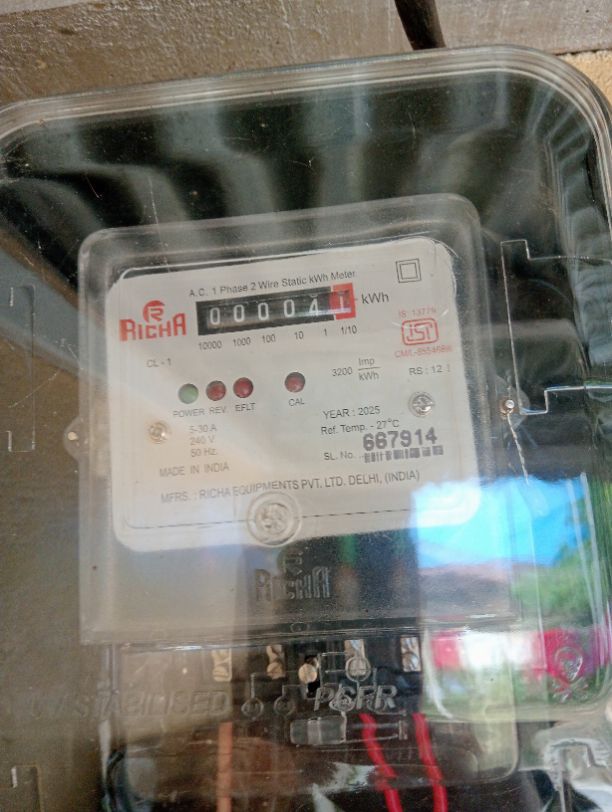 A.C. 1 Phase 2 Wire Static kWh Meter
R
RICHA
000041 kWh
10000 1000 100 10 1 1/10
IS: 13779
ISI
CL - 1
3200 Imp/kWh
RS : 12
POWER REV. EFLT CAL
5-30 A
240 V
50 Hz.
YEAR : 2025
Ref. Temp. - 27°C
667914
SL. No.
MADE IN INDIA
MFRS. : RICHA EQUIPMENTS PVT. LTD. DELHI, (INDIA)
RICHA